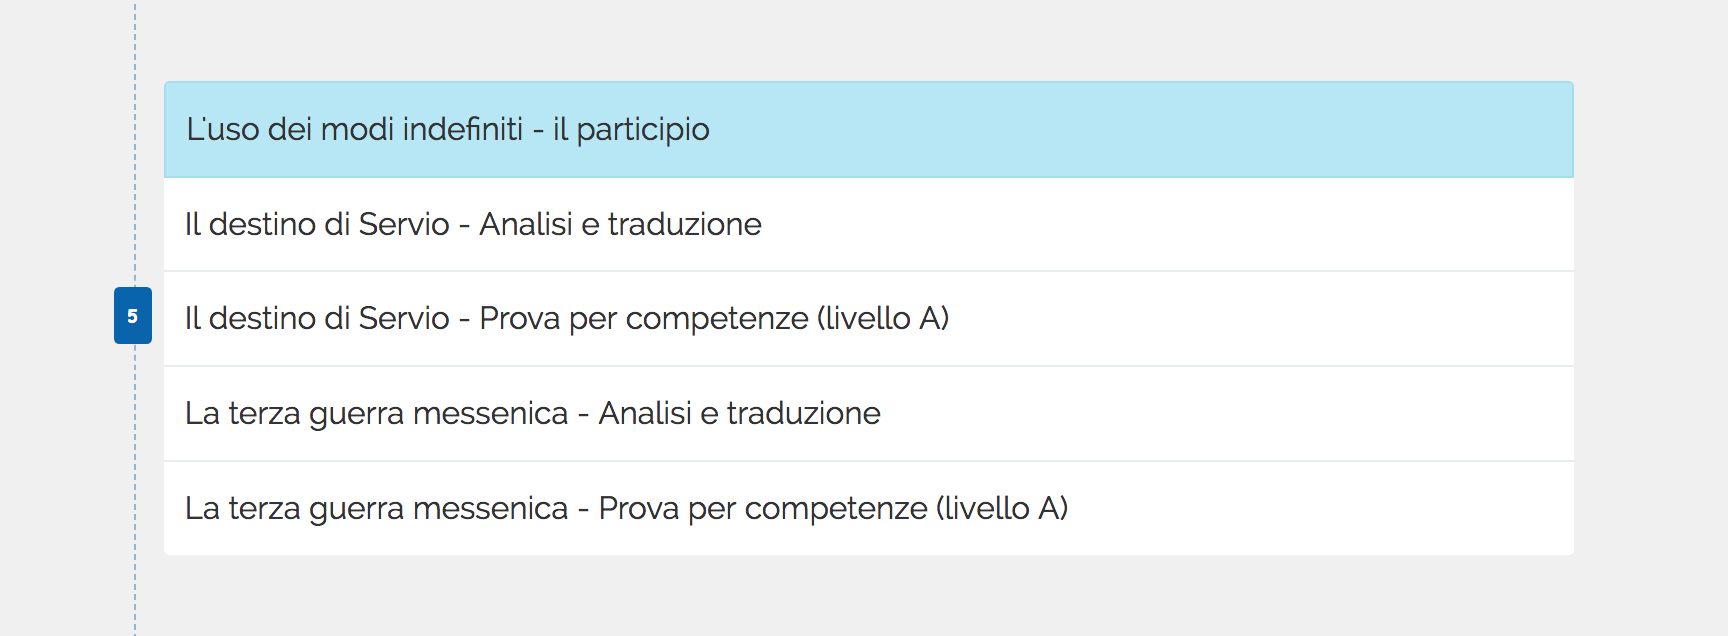 L'uso dei modi indefiniti - il participio
Il destino di Servio - Analisi e traduzione
5
Il destino di Servio - Prova per competenze (livello A)
La terza guerra messenica - Analisi e traduzione
La terza guerra messenica - Prova per competenze (livello A)